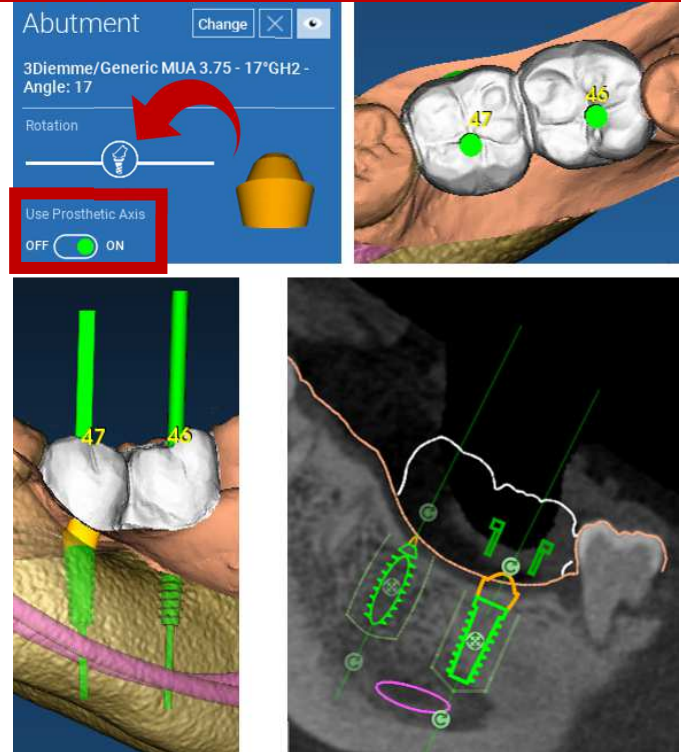 Abutment
Change
3Diemme/Generic MUA 3.75 - 17°GH2 -
Angle: 17
Rotation
Use Prosthetic Axis
OFF ON
47
46
47
46